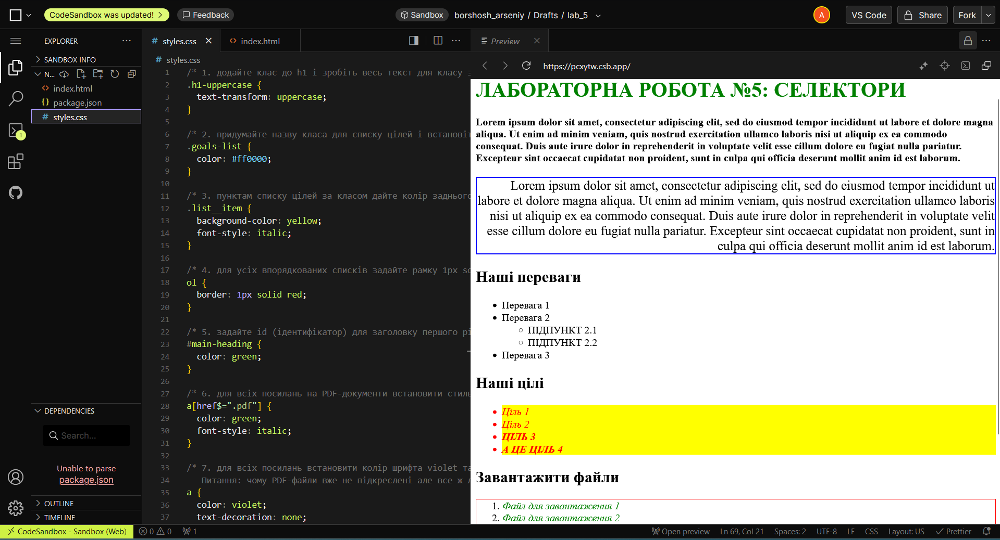 CodeSandbox was updated!
Feedback
Sandbox
borshosh_arseniy / Drafts / lab_5
A
VS Code
Share
Fork
EXPLORER
SANDBOX INFO
N...
index.html
package.json
styles.css
1
DEPENDENCIES
Search...
Unable to parse
package.json
OUTLINE
TIMELINE
# styles.css
<> index.html
# styles.css
1 /* 1. додайте клас до h1 і зробіть весь текст для класу з
2 .h1-uppercase {
3 text-transform: uppercase;
4 }
5
6 /* 2. придумайте назву класа для списку цілей і встановіт
7 .goals-list {
8 color: #ff0000;
9 }
10
11 /* 3. пунктам списку цілей за класом дайте колір заднього
12 .list__item {
13 background-color: yellow;
14 font-style: italic;
15 }
16
17 /* 4. для усіх впорядкованих списків задайте рамку 1px so
18 ol {
19 border: 1px solid red;
20 }
21
22 /* 5. задайте id (ідентифікатор) для заголовку першого рі
23 #main-heading {
24 color: green;
25 }
26
27 /* 6. для всіх посилань на PDF-документи встановити стиль
28 a[href$=".pdf"] {
29 color: green;
30 font-style: italic;
31 }
32
33 /* 7. для всіх посилань встановити колір шрифта violet та
34 Питання: чому PDF-файли вже не підкреслені але все ж л
35 a {
36 color: violet;
37 text-decoration: none;
Preview
https://pcxytw.csb.app/
ЛАБОРАТОРНА РОБОТА №5: СЕЛЕКТОРИ
Lorem ipsum dolor sit amet, consectetur adipiscing elit, sed do eiusmod tempor incididunt ut labore et dolore magna
aliqua. Ut enim ad minim veniam, quis nostrud exercitation ullamco laboris nisi ut aliquip ex ea commodo
consequat. Duis aute irure dolor in reprehenderit in voluptate velit esse cillum dolore eu fugiat nulla pariatur.
Excepteur sint occaecat cupidatat non proident, sunt in culpa qui officia deserunt mollit anim id est laborum.
Lorem ipsum dolor sit amet, consectetur adipiscing elit, sed do eiusmod tempor incididunt ut
labore et dolore magna aliqua. Ut enim ad minim veniam, quis nostrud exercitation ullamco laboris
nisi ut aliquip ex ea commodo consequat. Duis aute irure dolor in reprehenderit in voluptate velit
esse cillum dolore eu fugiat nulla pariatur. Excepteur sint occaecat cupidatat non proident, sunt in
culpa qui officia deserunt mollit anim id est laborum.
Наші переваги
Перевага 1
Перевага 2
ПІДПУНКТ 2.1
ПІДПУНКТ 2.2
Перевага 3
Наші цілі
Ціль 1
Ціль 2
ЦІЛЬ 3
А ЦЕ ЦІЛЬ 4
Завантажити файли
1. Файл для завантаження 1
2. Файл для завантаження 2
CodeSandbox - Sandbox (Web)
0 0
1
Open preview
Ln 69, Col 21
Spaces: 2
UTF-8
LF
CSS
Layout: US
Prettier